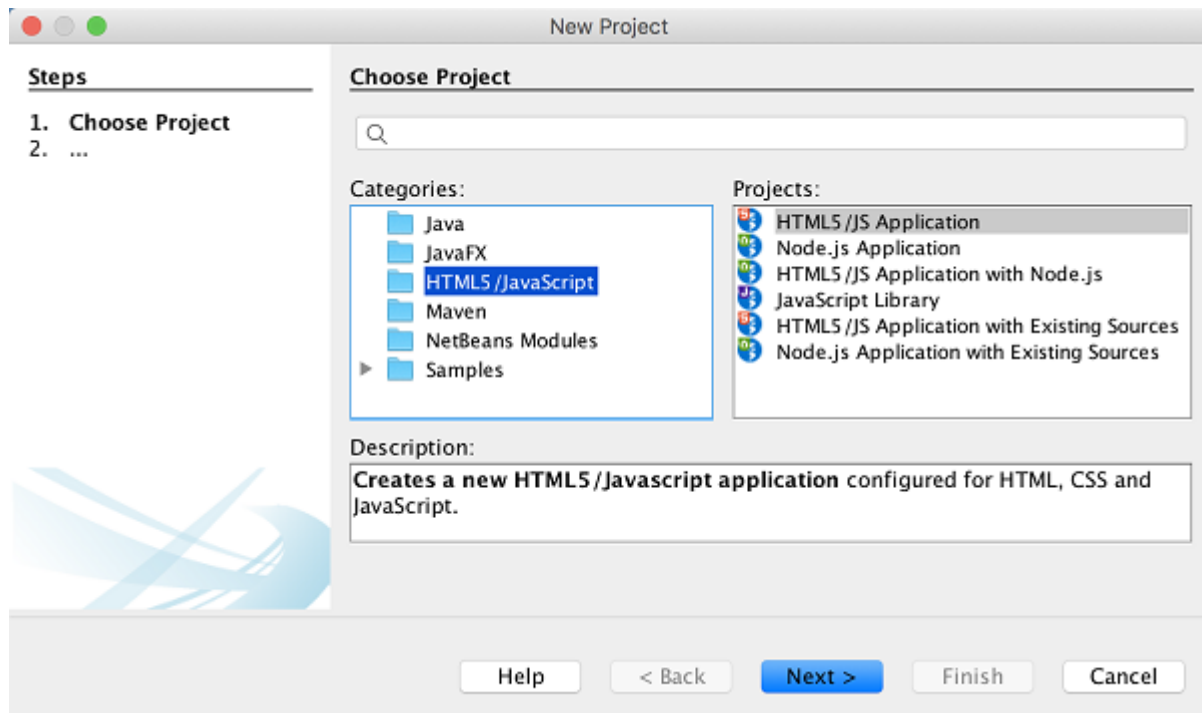 New Project
Steps
1. Choose Project
2. ...
Choose Project
Categories:
Java
JavaFX
HTML5/JavaScript
Maven
NetBeans Modules
Samples
Projects:
HTML5/JS Application
Node.js Application
HTML5/JS Application with Node.js
JavaScript Library
HTML5/JS Application with Existing Sources
Node.js Application with Existing Sources
Description:
Creates a new HTML5/Javascript application configured for HTML, CSS and
JavaScript.
Help < Back Next > Finish Cancel